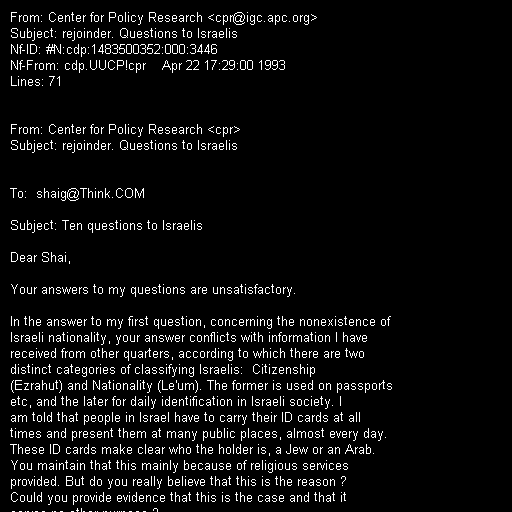 From: Center for Policy Research <cpr@igc.apc.org>
Subject: rejoinder. Questions to Israelis
Nf-ID: #N:cdp:1483500352:000:3446
Nf-From: cdp.UUCP!cpr    Apr 22 17:29:00 1993
Lines: 71
From: Center for Policy Research <cpr>
Subject: rejoinder. Questions to Israelis
To:  shaig@Think.COM
Subject: Ten questions to Israelis
Dear Shai,
Your answers to my questions are unsatisfactory.
In the answer to my first question, concerning the nonexistence of
Israeli nationality, your answer conflicts with information I have
received from other quarters, according to which there are two
distinct categories of classifying Israelis:  Citizenship
(Ezrahut) and Nationality (Le'um). The former is used on passports
etc, and the later for daily identification in Israeli society. I
am told that people in Israel have to carry their ID cards at all
times and present them at many public places, almost every day.
These ID cards make clear who the holder is, a Jew or an Arab.
You maintain that this mainly because of religious services
provided. But do you really believe that this is the reason ?
Could you provide evidence that this is the case and that it
serves no other purpose ?